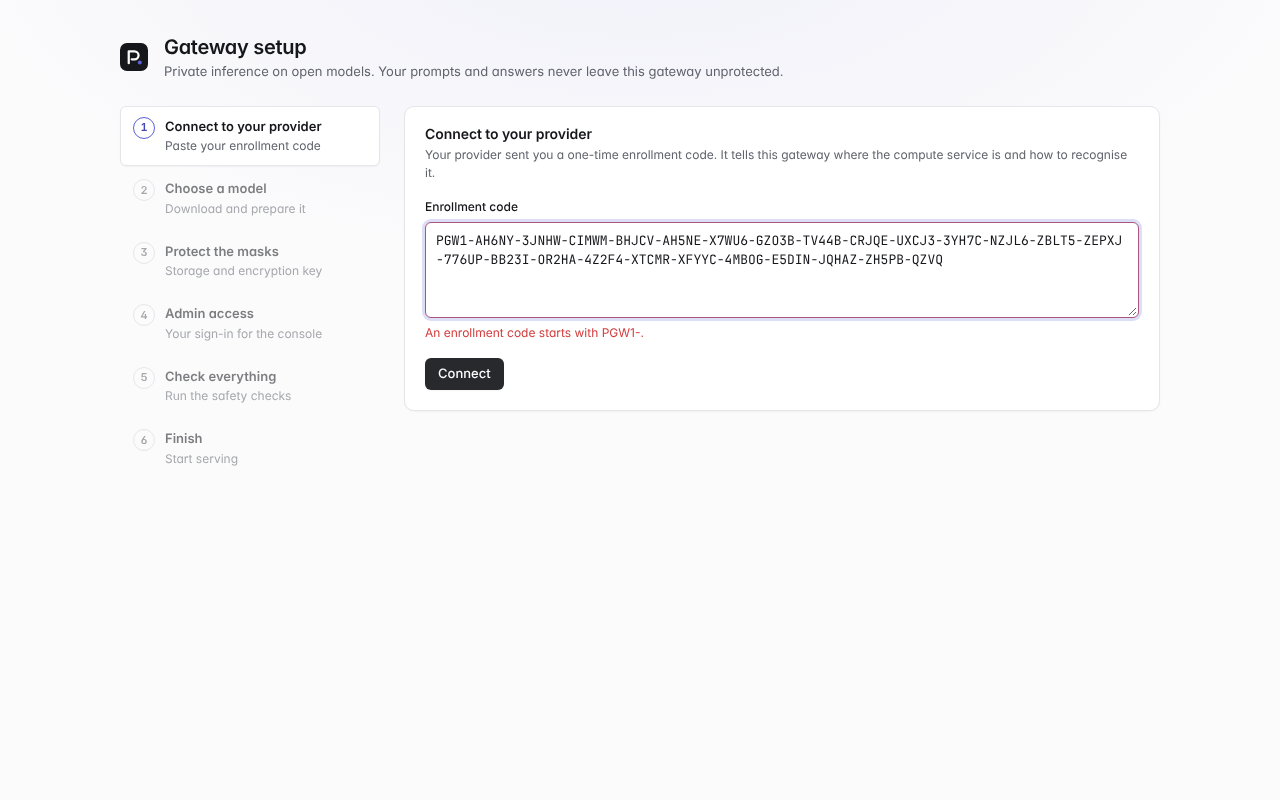 P.
Gateway setup
Private inference on open models. Your prompts and answers never leave this gateway unprotected.
1
Connect to your provider
Paste your enrollment code
2
Choose a model
Download and prepare it
3
Protect the masks
Storage and encryption key
4
Admin access
Your sign-in for the console
5
Check everything
Run the safety checks
6
Finish
Start serving
Connect to your provider
Your provider sent you a one-time enrollment code. It tells this gateway where the compute service is and how to recognise
it.
Enrollment code
PGW1-AH6NY-3JNHW-CIMWM-BHJCV-AH5NE-X7WU6-GZO3B-TV44B-CRJQE-UXCJ3-3YH7C-NZJL6-ZBLT5-ZEPXJ
-776UP-BB23I-OR2HA-4Z2F4-XTCMR-XFYYC-4MBOG-E5DIN-JQHAZ-ZH5PB-QZVQ
An enrollment code starts with PGW1-.
Connect